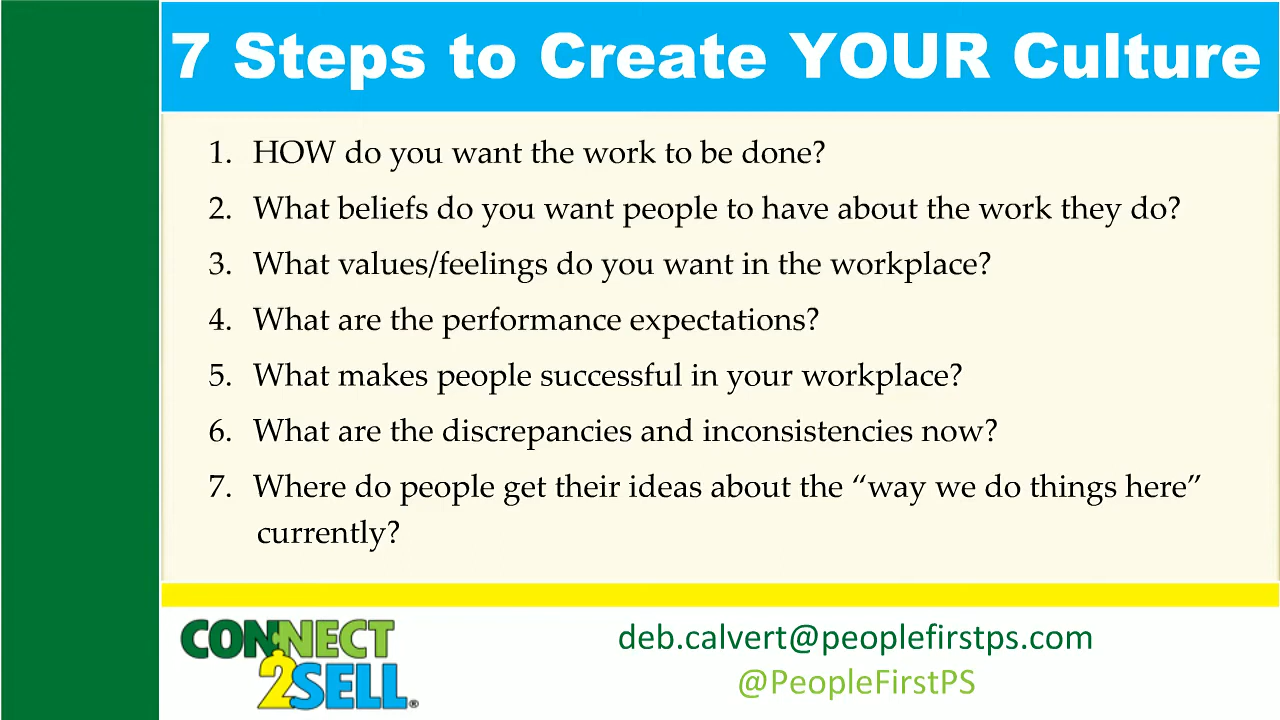 7 Steps to Create YOUR Culture
1. HOW do you want the work to be done?
2. What beliefs do you want people to have about the work they do?
3. What values/feelings do you want in the workplace?
4. What are the performance expectations?
5. What makes people successful in your workplace?
6. What are the discrepancies and inconsistencies now?
7. Where do people get their ideas about the “way we do things here”
currently?
CONNECT
2SELL®
deb.calvert@peoplefirstps.com
@PeopleFirstPS